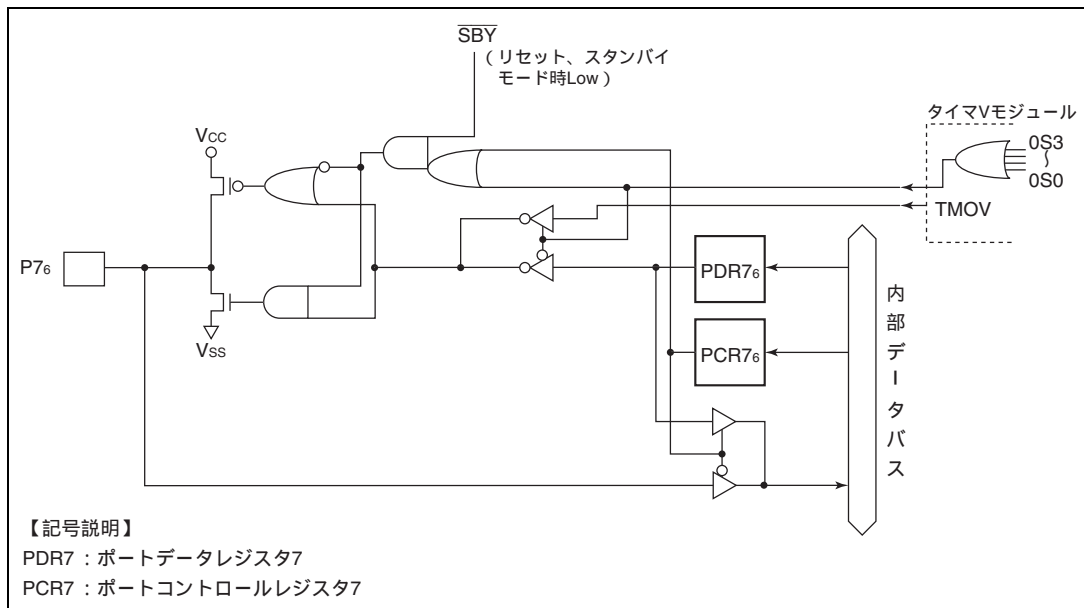 SBY
(リセット、スタンバイ
モード時Low)
タイマVモジュール
VCC
0S3
~
0S0
TMOV
P76
PDR76
内部データバス
PCR76
VSS
【記号説明】
PDR7 : ポートデータレジスタ7
PCR7 : ポートコントロールレジスタ7